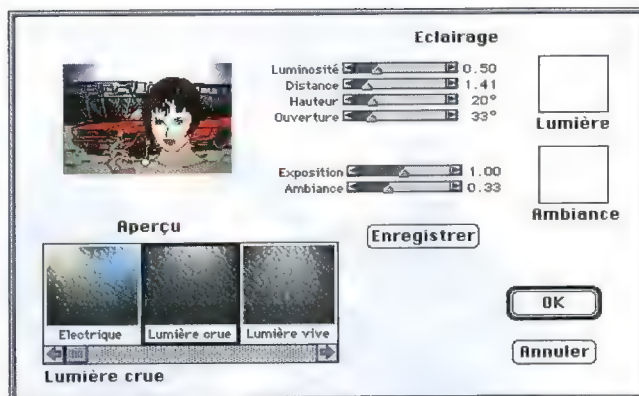 Eclairage
Luminosité 0.50
Distance 1.41
Hauteur 20°
Ouverture 33°
Lumière
Exposition 1.00
Ambiance 0.33
Ambiance
Aperçu
Enregistrer
Electrique Lumière crue Lumière vive
OK
Annuler
Lumière crue